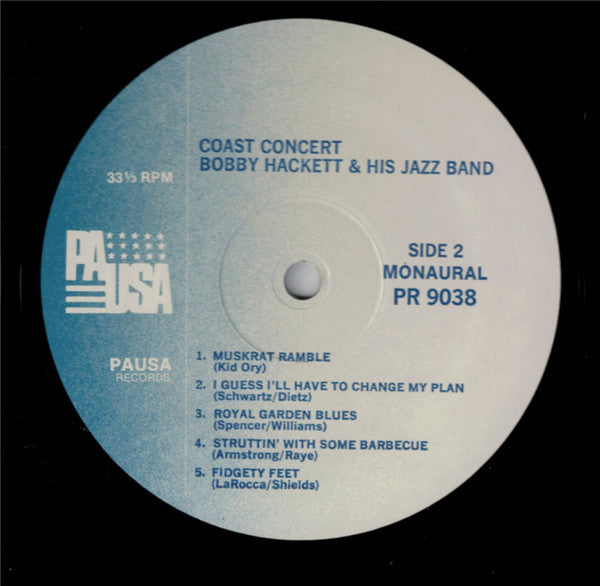 COAST CONCERT
BOBBY HACKETT & HIS JAZZ BAND
33⅓ RPM
PAUSA
SIDE 2
MONAURAL
PR 9038
PAUSA
RECORDS
1. MUSKRAT RAMBLE
(Kid Ory)
2. I GUESS I'LL HAVE TO CHANGE MY PLAN
(Schwartz/Dietz)
3. ROYAL GARDEN BLUES
(Spencer/Williams)
4. STRUTTIN' WITH SOME BARBECUE
(Armstrong/Raye)
5. FIDGETY FEET
(LaRocca/Shields)